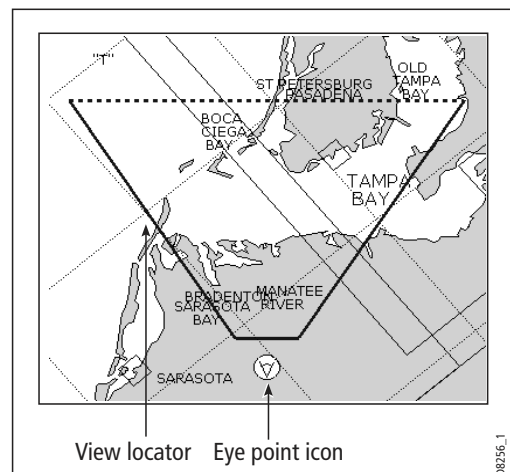 "T"
OLD
TAMPA
BAY
ST PETERSBURG
PASADENA
BOCA
CIEGA
BAY
TAMPA
BAY
BRADENTON
SARASOTA
BAY
MANATEE
RIVER
SARASOTA
View locator
Eye point icon
D8256_1